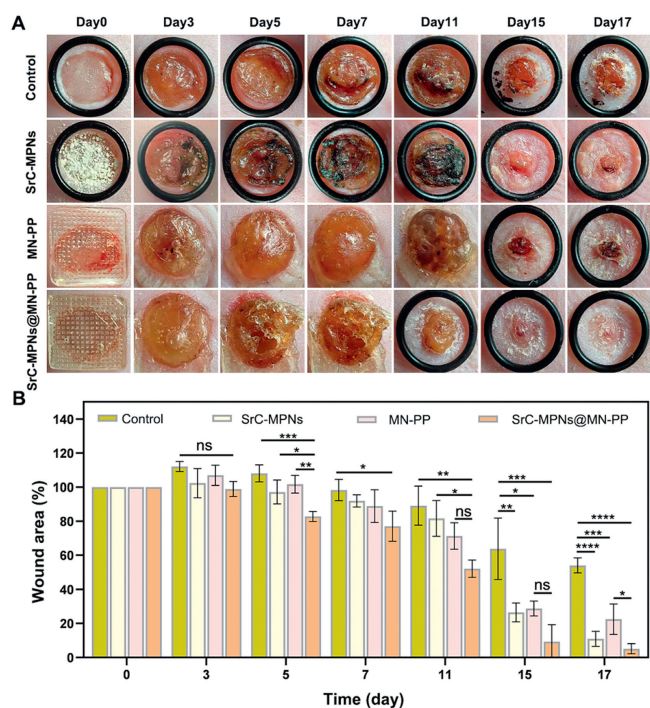 A
Day0 Day3 Day5 Day7 Day11 Day15 Day17
Control
SrC-MPNs
MN-PP
SrC-MPNs@MN-PP
B
Control SrC-MPNs MN-PP SrC-MPNs@MN-PP
Wound area (%)
140
120
100
80
60
40
20
0
ns
***
*
**
*
**
*
ns
***
*
**
ns
****
***
****
*
0 3 5 7 11 15 17
Time (day)